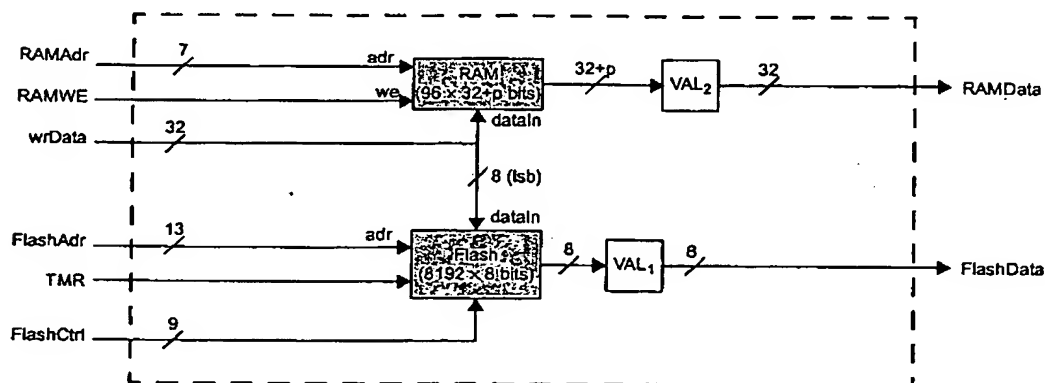 RAMAdr
7
adr
RAM
(96 × 32+p bits)
32+p
VAL2
32
RAMData
RAMWE
we
wrData
32
dataIn
8 (lsb)
dataIn
FlashAdr
13
adr
Flash
(8192 × 8 bits)
8
VAL1
8
FlashData
TMR
FlashCtrl
9